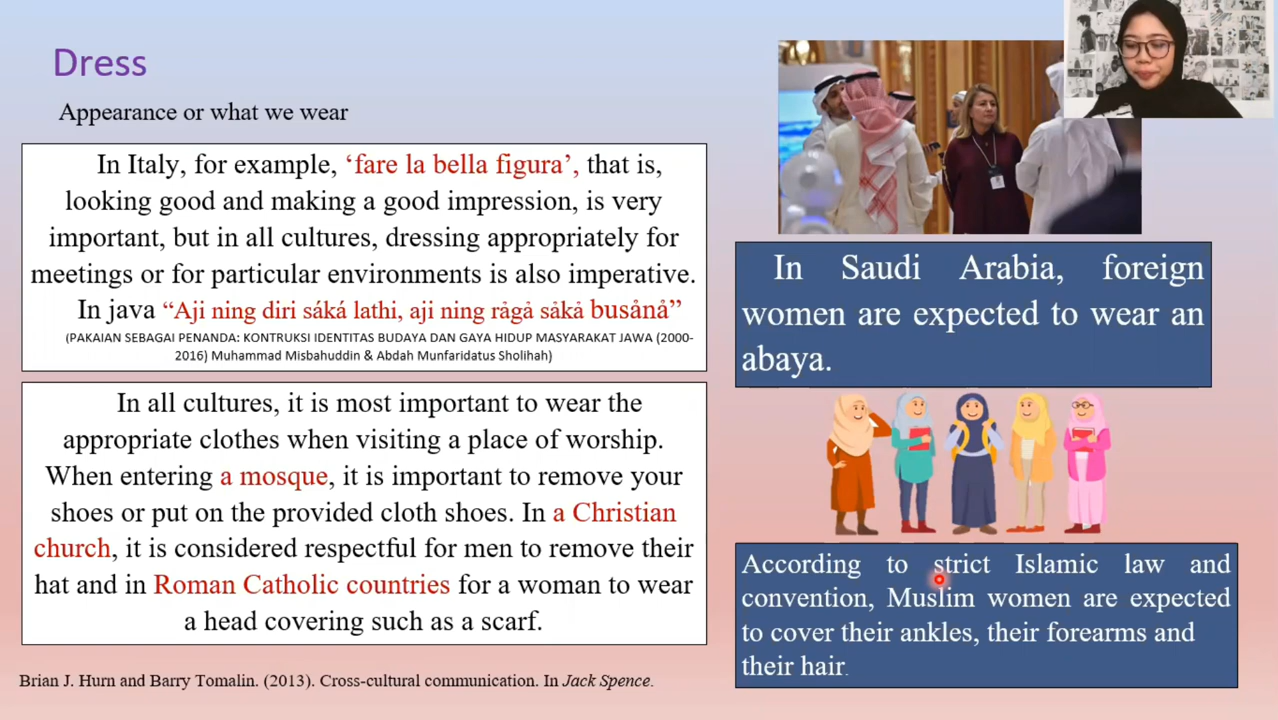 Dress
Appearance or what we wear
In Italy, for example, ‘fare la bella figura’, that is,
looking good and making a good impression, is very
important, but in all cultures, dressing appropriately for
meetings or for particular environments is also imperative.
In java “Aji ning diri sáká lathi, aji ning rågå såkå busånå”
(PAKAIAN SEBAGAI PENANDA: KONTRUKSI IDENTITAS BUDAYA DAN GAYA HIDUP MASYARAKAT JAWA (2000-
2016) Muhammad Misbahuddin & Abdah Munfaridatus Sholihah)
In all cultures, it is most important to wear the
appropriate clothes when visiting a place of worship.
When entering a mosque, it is important to remove your
shoes or put on the provided cloth shoes. In a Christian
church, it is considered respectful for men to remove their
hat and in Roman Catholic countries for a woman to wear
a head covering such as a scarf.
Brian J. Hurn and Barry Tomalin. (2013). Cross-cultural communication. In Jack Spence.
In Saudi Arabia, foreign
women are expected to wear an
abaya.
According to strict Islamic law and
convention, Muslim women are expected
to cover their ankles, their forearms and
their hair.